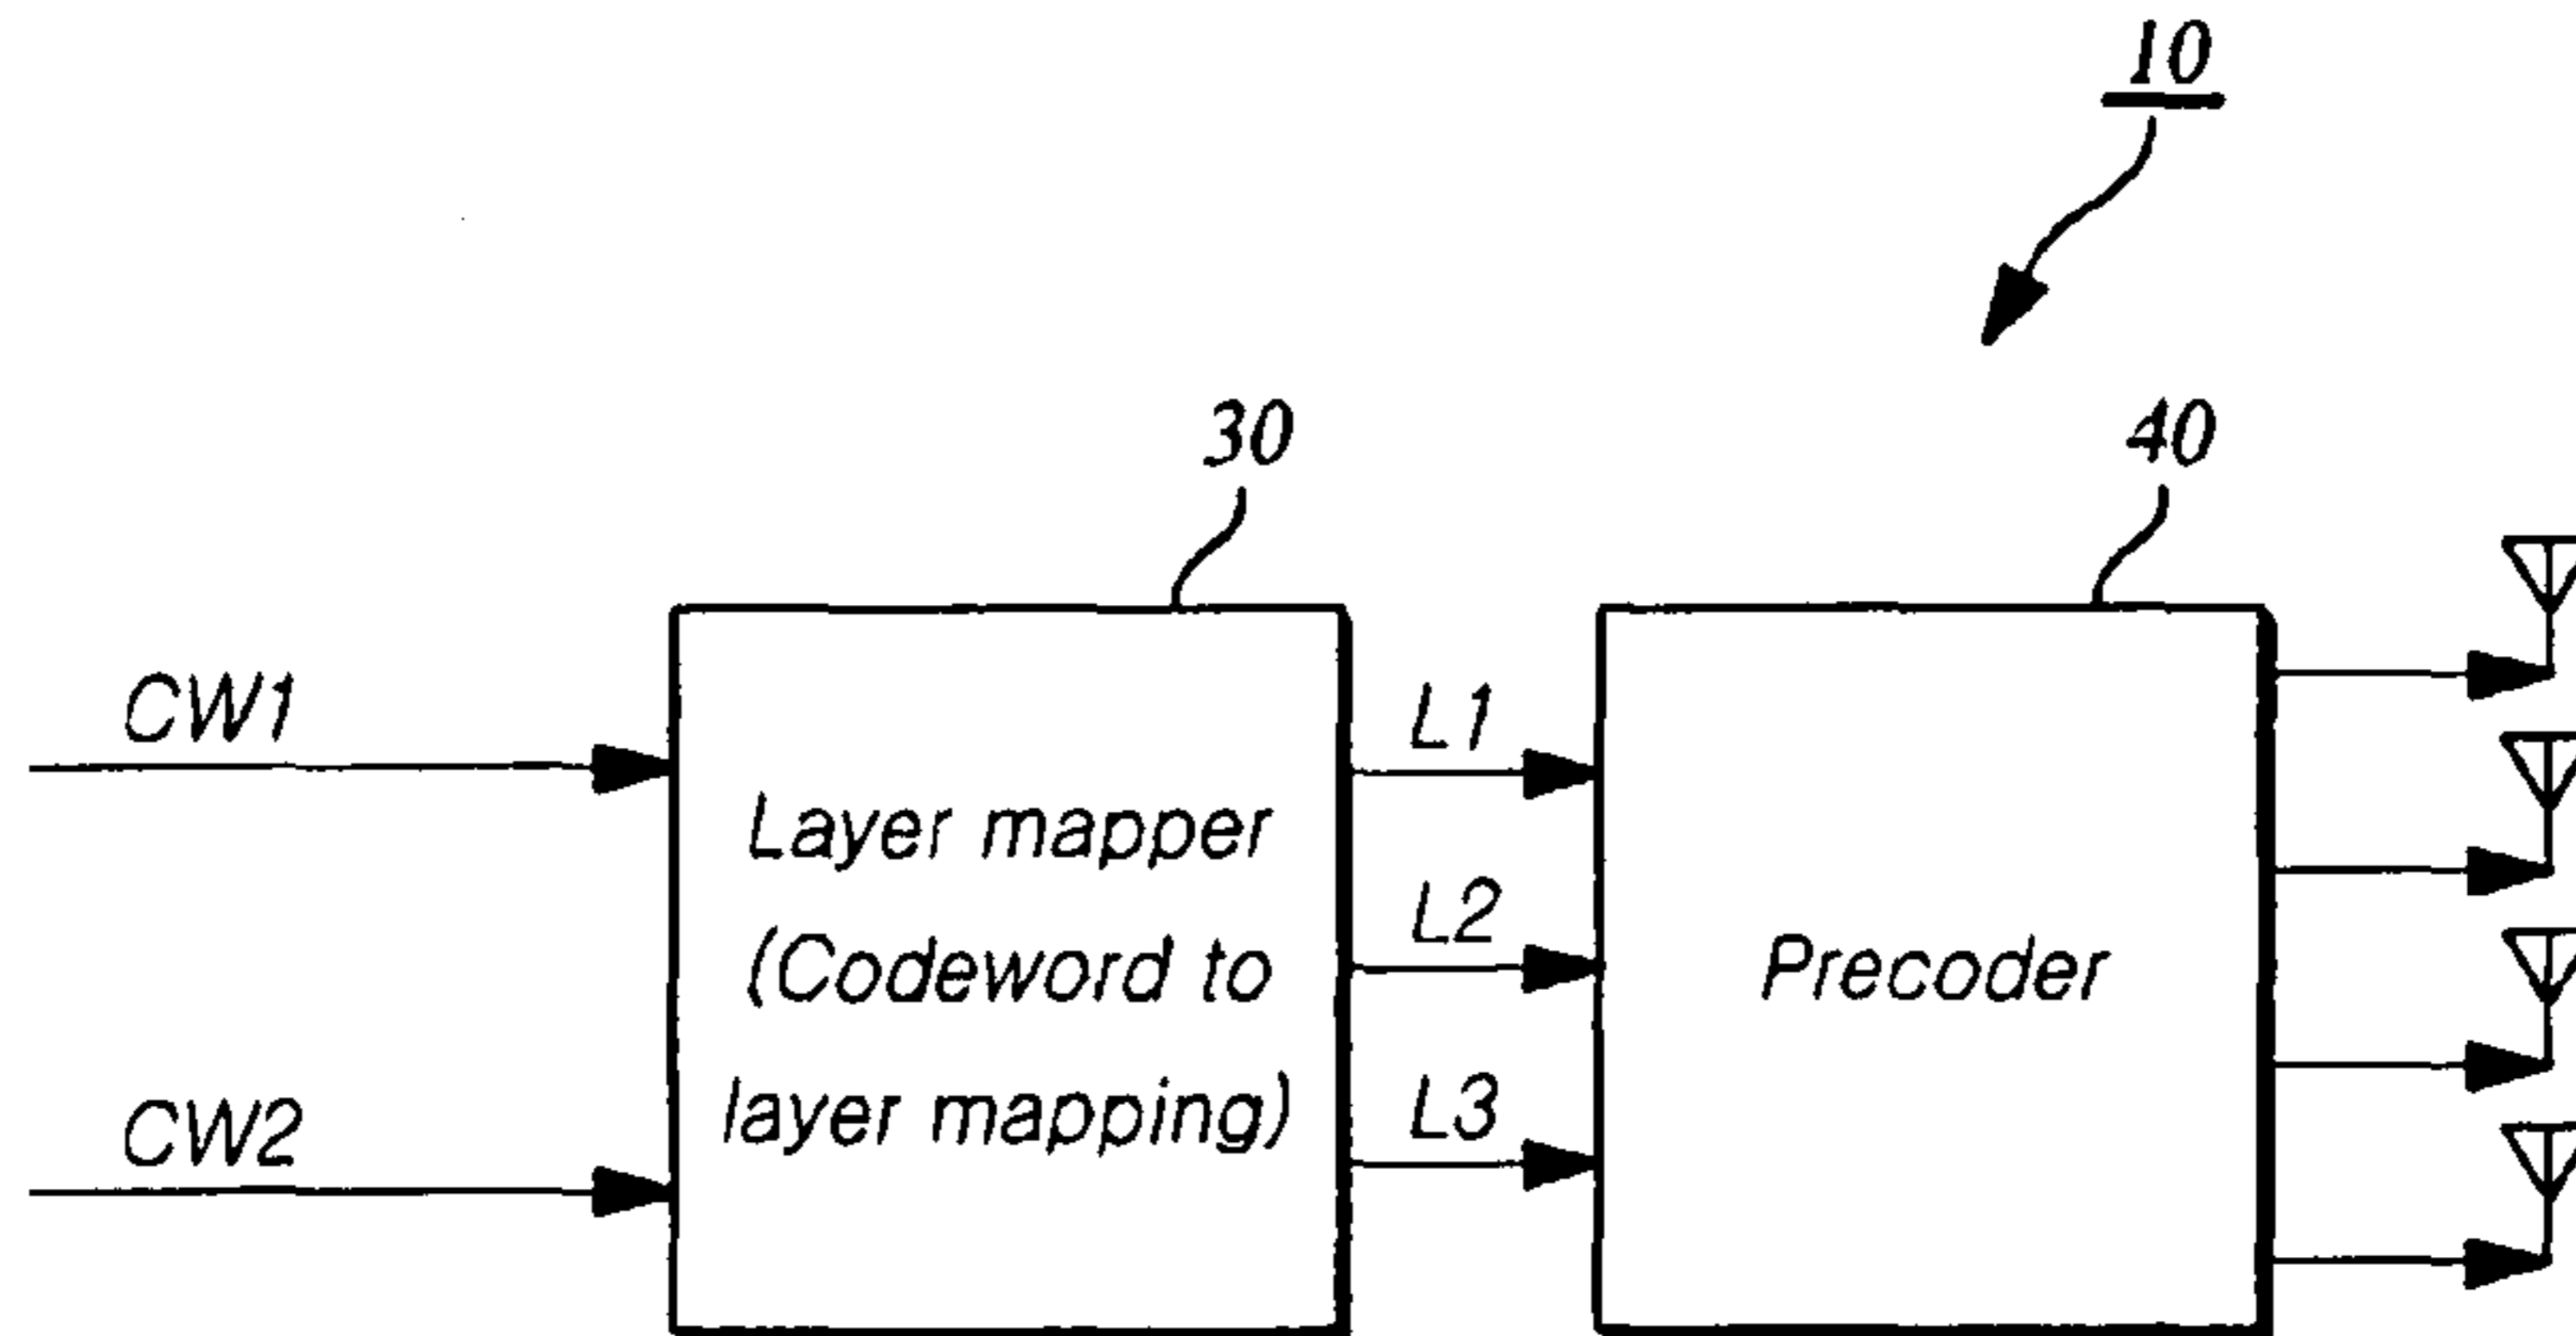 10
30
40
CW1
L1
Layer mapper
(Codeword to
layer mapping)
L2
Precoder
CW2
L3